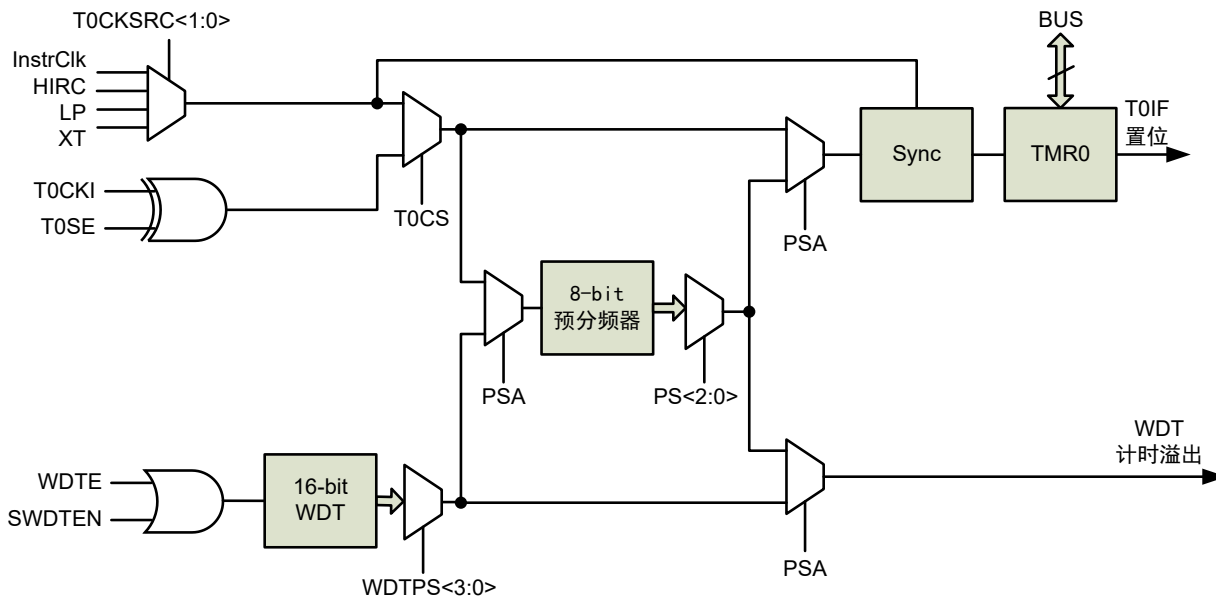 T0CKSRC<1:0>
BUS
InstrClk
HIRC
LP
XT
T0IF
置位
Sync
TMR0
T0CKI
T0SE
T0CS
PSA
8-bit
预分频器
PSA
PS<2:0>
WDT
计时溢出
WDTE
SWDTEN
16-bit
WDT
PSA
WDTPS<3:0>